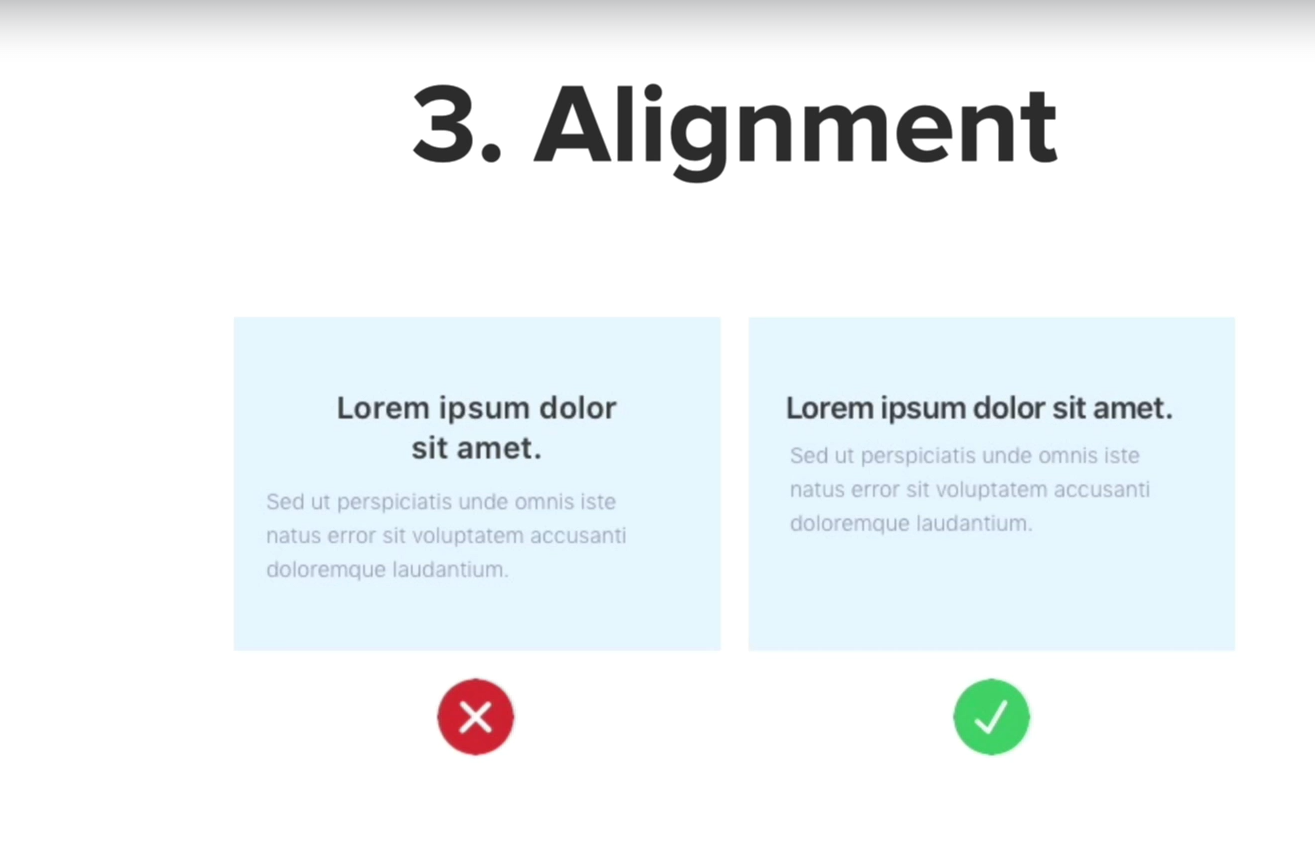 3. Alignment
Lorem ipsum dolor
sit amet.
Sed ut perspiciatis unde omnis iste
natus error sit voluptatem accusanti
doloremque laudantium.
Lorem ipsum dolor sit amet.
Sed ut perspiciatis unde omnis iste
natus error sit voluptatem accusanti
doloremque laudantium.